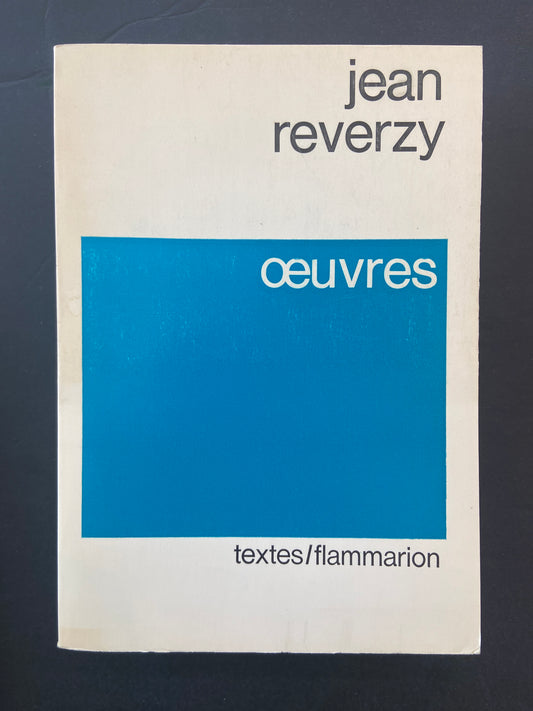 jean
reverzy
œuvres
textes/flammarion